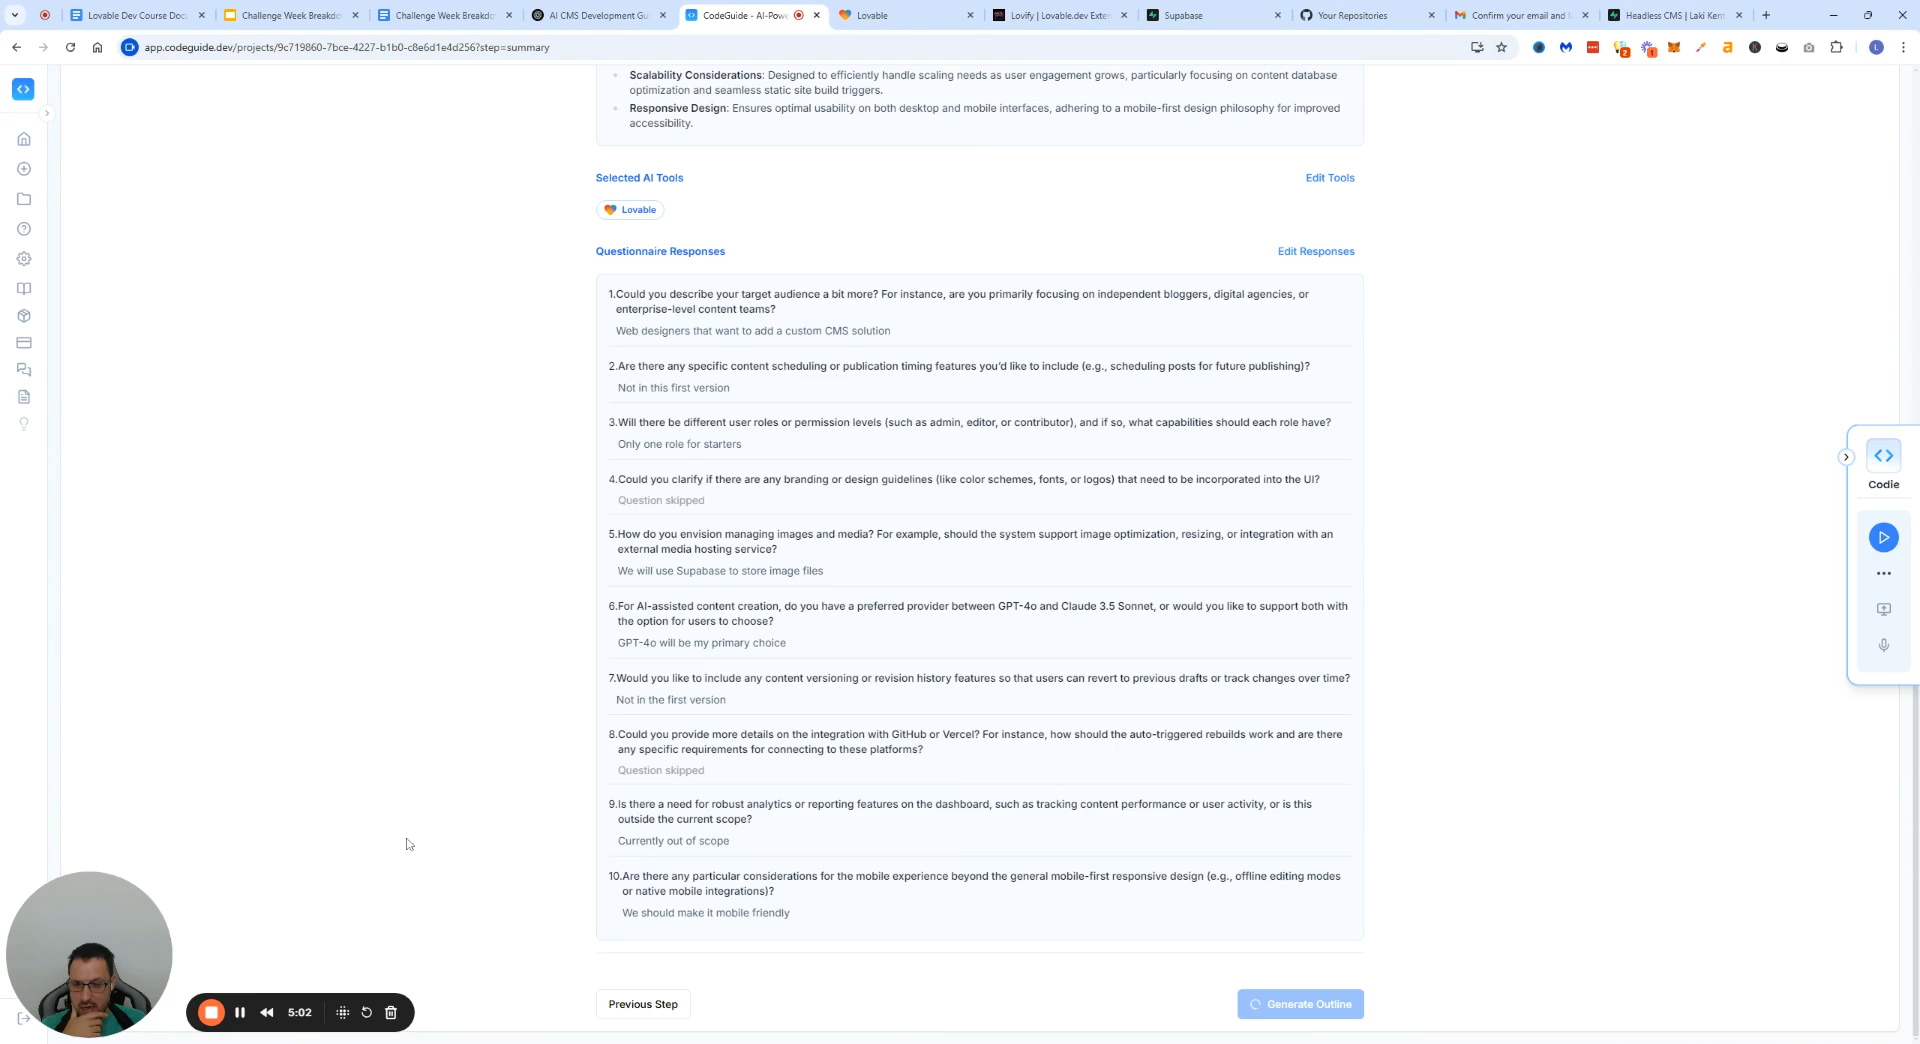 Lovable Dev Course Doc
Challenge Week Breakdo
Challenge Week Breakdo
AI CMS Development Gu
CodeGuide - AI-Pow
Lovable
Lovify | Lovable.dev Exter
Supabase
Your Repositories
Confirm your email and
Headless CMS | Laki Kern
app.codeguide.dev/projects/9c719860-7bce-4227-b1b0-c8e6d1e4d256?step=summary
Scalability Considerations: Designed to efficiently handle scaling needs as user engagement grows, particularly focusing on content database
optimization and seamless static site build triggers.
Responsive Design: Ensures optimal usability on both desktop and mobile interfaces, adhering to a mobile-first design philosophy for improved
accessibility.
Selected AI Tools
Edit Tools
Lovable
Questionnaire Responses
Edit Responses
1.Could you describe your target audience a bit more? For instance, are you primarily focusing on independent bloggers, digital agencies, or
enterprise-level content teams?
Web designers that want to add a custom CMS solution
2.Are there any specific content scheduling or publication timing features you'd like to include (e.g., scheduling posts for future publishing)?
Not in this first version
3.Will there be different user roles or permission levels (such as admin, editor, or contributor), and if so, what capabilities should each role have?
Only one role for starters
4.Could you clarify if there are any branding or design guidelines (like color schemes, fonts, or logos) that need to be incorporated into the UI?
Question skipped
5.How do you envision managing images and media? For example, should the system support image optimization, resizing, or integration with an
external media hosting service?
We will use Supabase to store image files
6.For AI-assisted content creation, do you have a preferred provider between GPT-4o and Claude 3.5 Sonnet, or would you like to support both with
the option for users to choose?
GPT-4o will be my primary choice
7.Would you like to include any content versioning or revision history features so that users can revert to previous drafts or track changes over time?
Not in the first version
8.Could you provide more details on the integration with GitHub or Vercel? For instance, how should the auto-triggered rebuilds work and are there
any specific requirements for connecting to these platforms?
Question skipped
9.Is there a need for robust analytics or reporting features on the dashboard, such as tracking content performance or user activity, or is this
outside the current scope?
Currently out of scope
10.Are there any particular considerations for the mobile experience beyond the general mobile-first responsive design (e.g., offline editing modes
or native mobile integrations)?
We should make it mobile friendly
Codie
Previous Step
Generate Outline
5:02